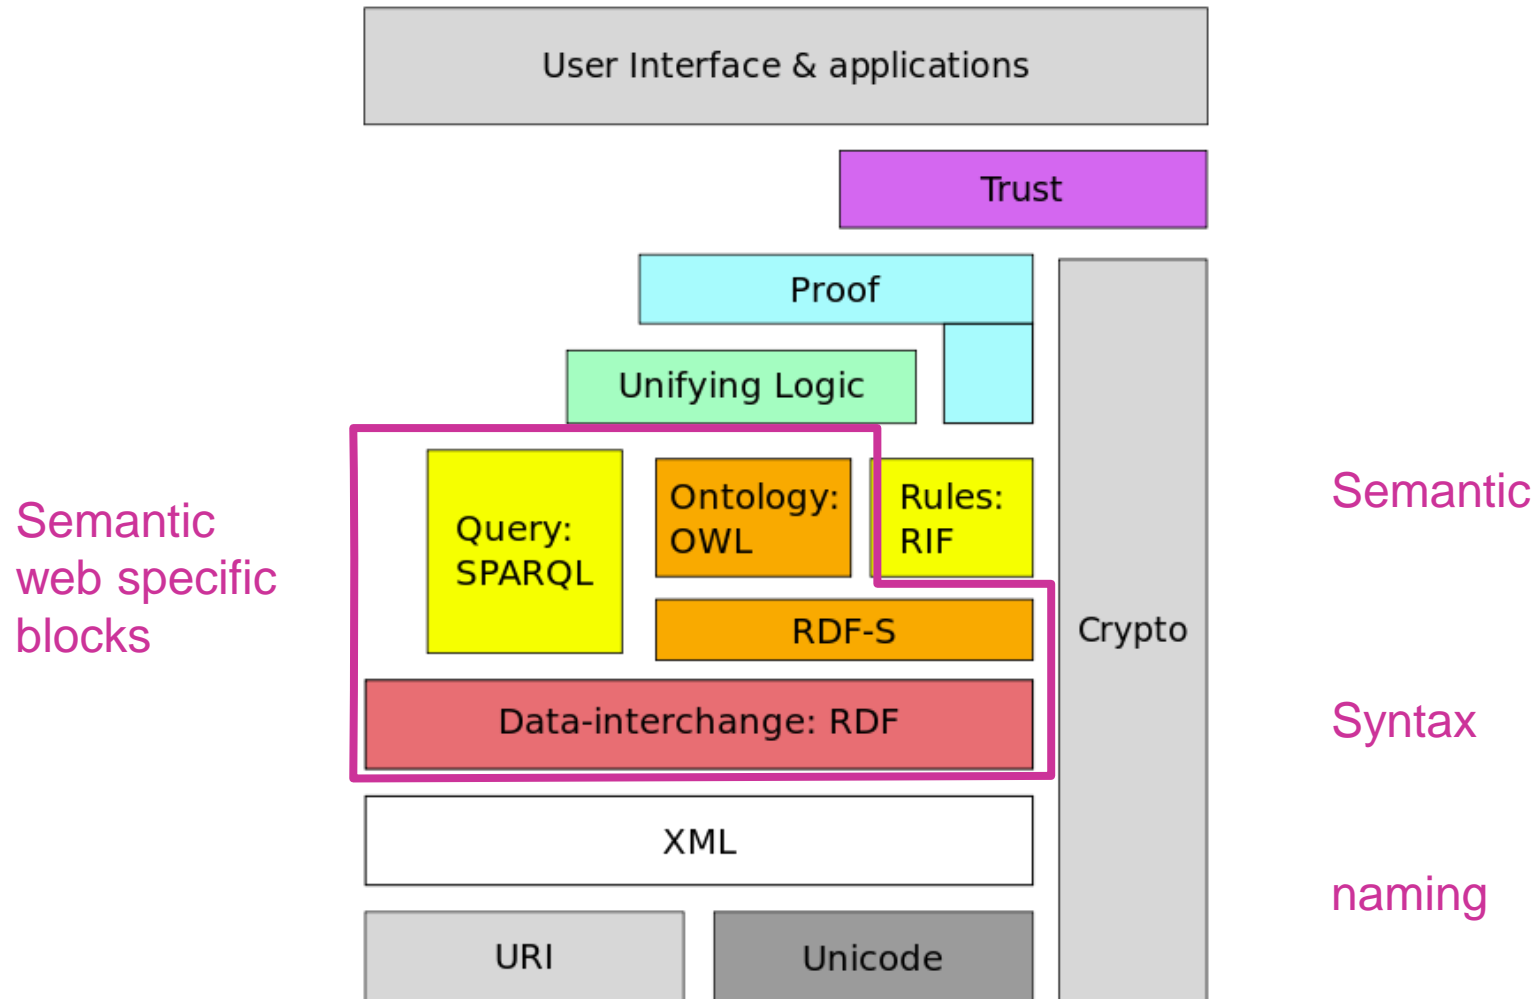 User Interface & applications
Trust
Proof
Unifying Logic
Semantic
web specific
blocks
Query:
SPARQL
Ontology:
OWL
Rules:
RIF
Semantic
RDF-S
Crypto
Data-interchange: RDF
Syntax
XML
naming
URI
Unicode